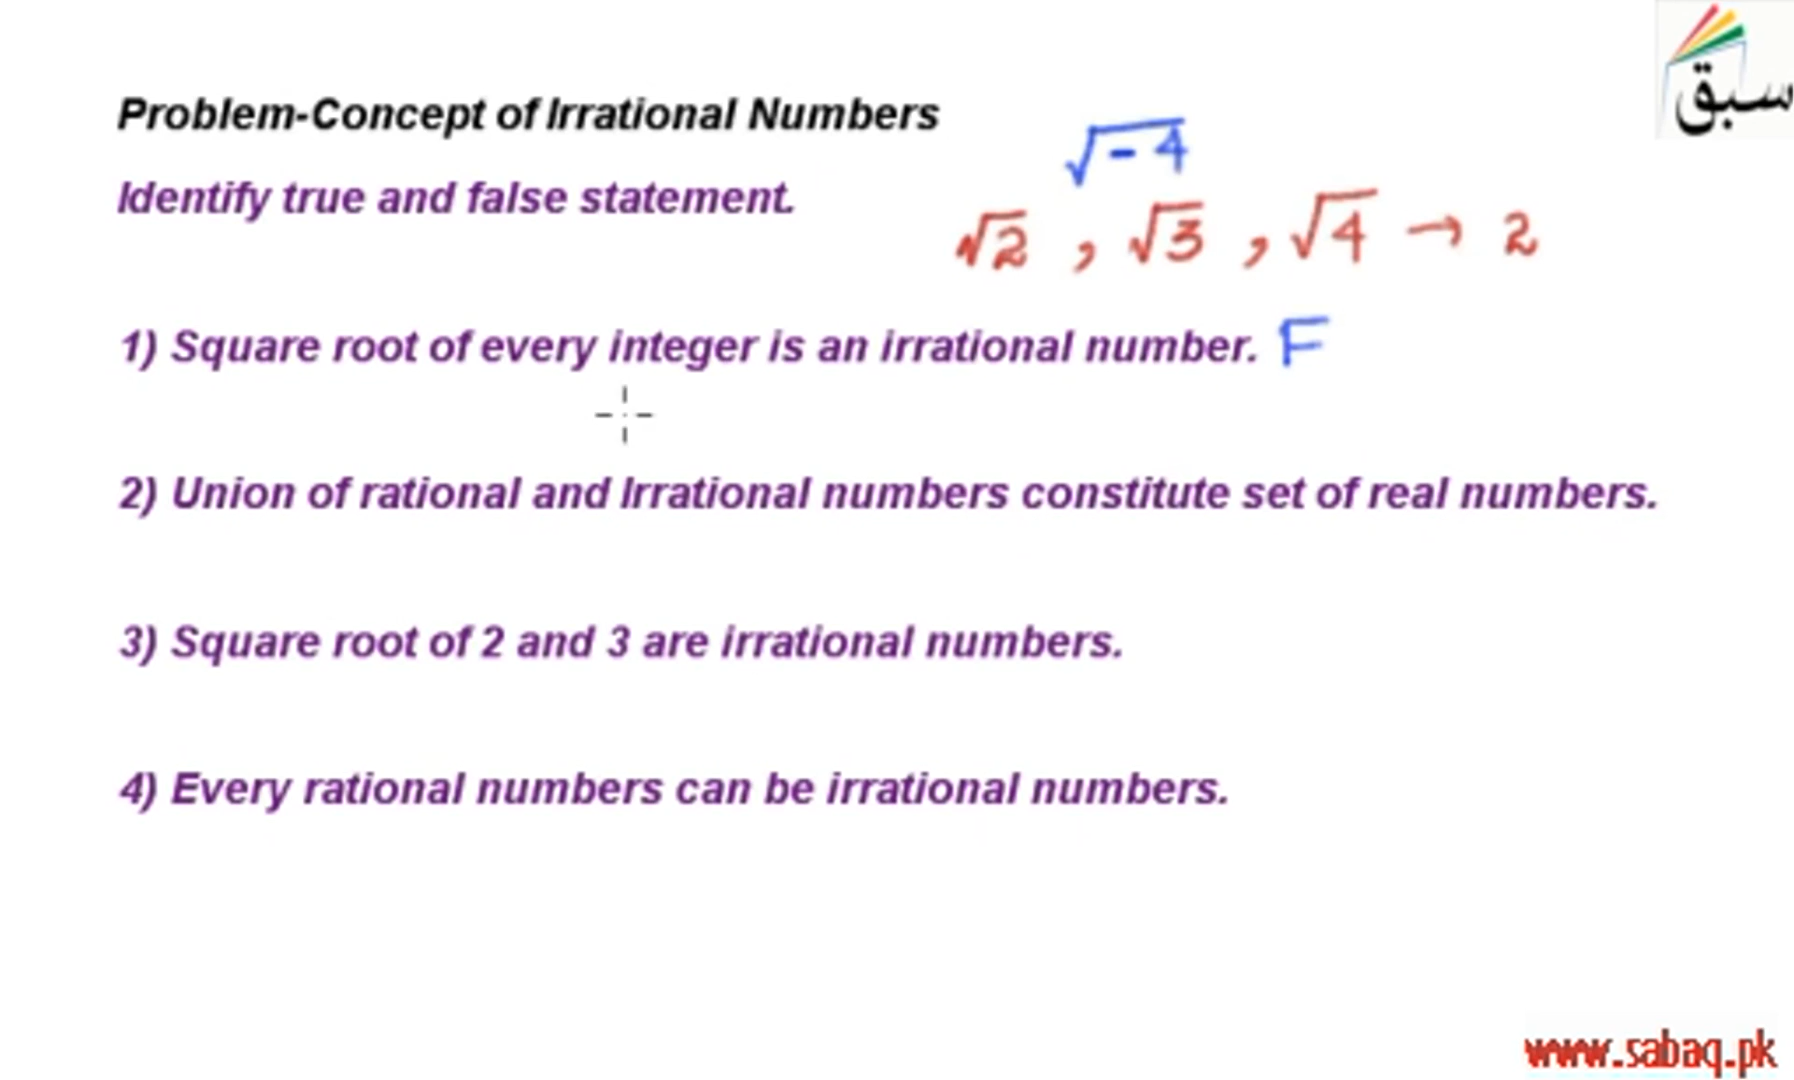 سبق
Problem-Concept of Irrational Numbers
√-4
Identify true and false statement.
√2 , √3 , √4 → 2
1) Square root of every integer is an irrational number. F
2) Union of rational and Irrational numbers constitute set of real numbers.
3) Square root of 2 and 3 are irrational numbers.
4) Every rational numbers can be irrational numbers.
www.sabaq.pk